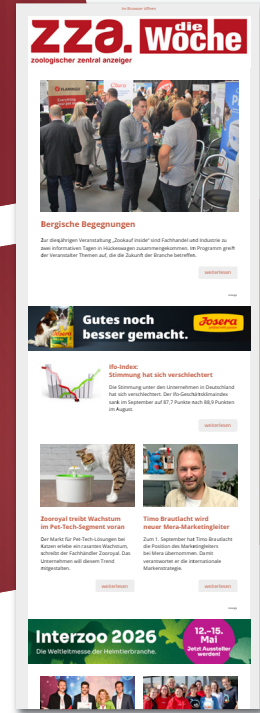 Im Browser öffnen
zza. die Woche
zoologischer zentral anzeiger
Bergische Begegnungen
Zur diesjährigen Veranstaltung „Zookauf inside“ sind Fachhandel und Industrie zu
zwei informativen Tagen in Hückeswagen zusammengekommen. Im Programm greift
der Veranstalter Themen auf, die die Zukunft der Branche betreffen.
weiterlesen
Anzeige
Gutes noch
besser gemacht.
Josera
Ifo-Index:
Stimmung hat sich verschlechtert
Die Stimmung unter den Unternehmen in Deutschland
hat sich verschlechtert. Der ifo-Geschäftsklimaindex
sank im September auf 87,7 Punkte nach 88,9 Punkten
im August.
weiterlesen
Zooroyal treibt Wachstum
im Pet-Tech-Segment voran
Der Markt für Pet-Tech-Lösungen bei
Katzen erlebe ein rasantes Wachstum,
schreibt der Fachhändler Zooroyal. Das
Unternehmen will diesen Trend
mitgestalten.
weiterlesen
Timo Brautlacht wird
neuer Mera-Marketingleiter
Zum 1. September hat Timo Brautlacht
die Position des Marketingleiters
bei Mera übernommen. Damit
verantwortet er die internationale
Markenstrategie.
weiterlesen
Anzeige
Interzoo 2026
Die Weltleitmesse der Heimtierbranche.
12.–15.
Mai
Jetzt Aussteller
werden!